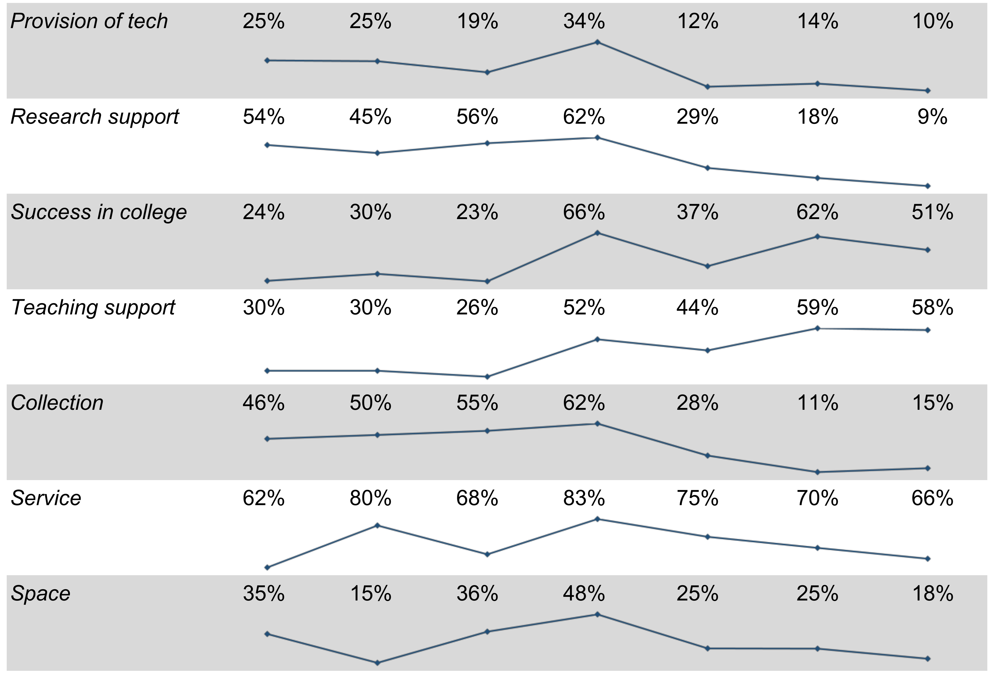 Provision of tech 25% 25% 19% 34% 12% 14% 10%
Research support 54% 45% 56% 62% 29% 18% 9%
Success in college 24% 30% 23% 66% 37% 62% 51%
Teaching support 30% 30% 26% 52% 44% 59% 58%
Collection 46% 50% 55% 62% 28% 11% 15%
Service 62% 80% 68% 83% 75% 70% 66%
Space 35% 15% 36% 48% 25% 25% 18%